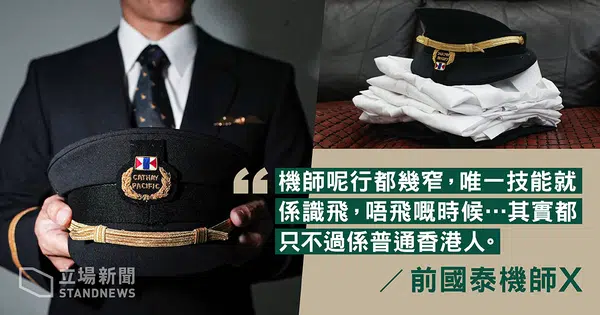 CATHAY
PACIFIC
CATHAY
PACIFIC
機師呢行都幾窄，唯一技能就
係識飛，唔飛嘅時候⋯其實都
只不過係普通香港人。
／前國泰機師X
立場新聞
STANDNEWS